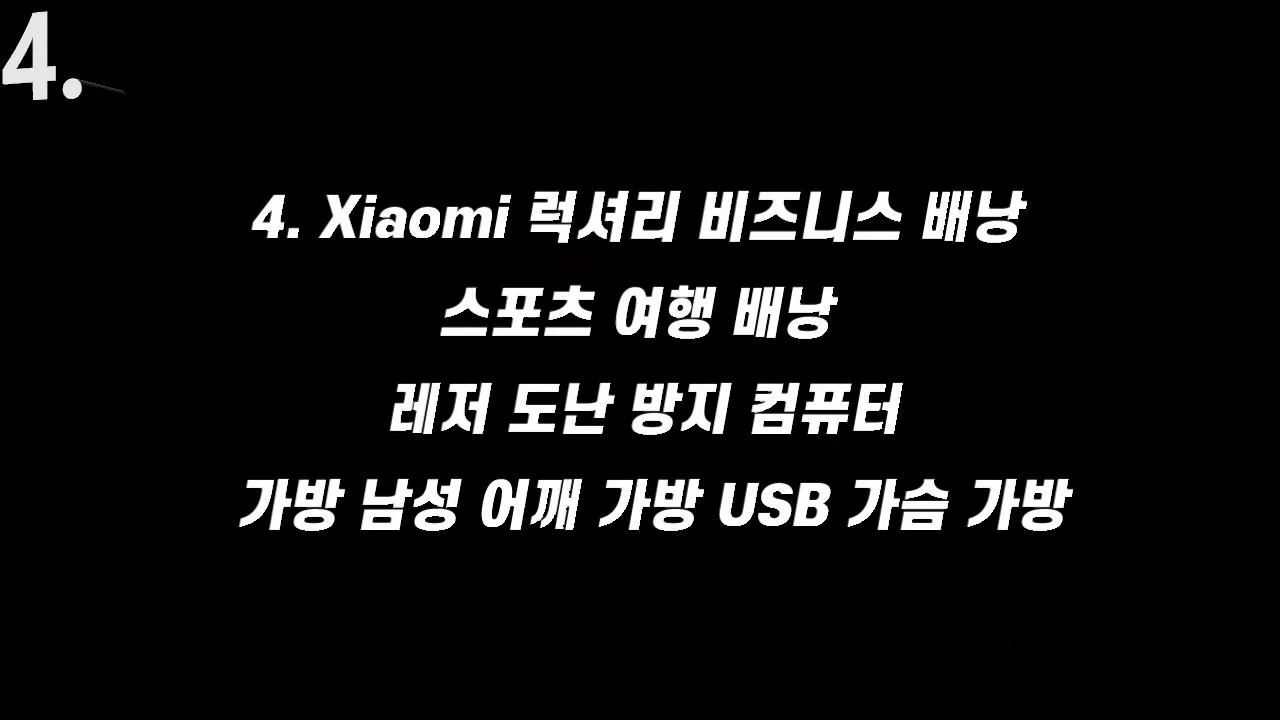 4.
4. Xiaomi 럭셔리 비즈니스 배낭
스포츠 여행 배낭
레저 도난 방지 컴퓨터
가방 남성 어깨 가방 USB 가슴 가방